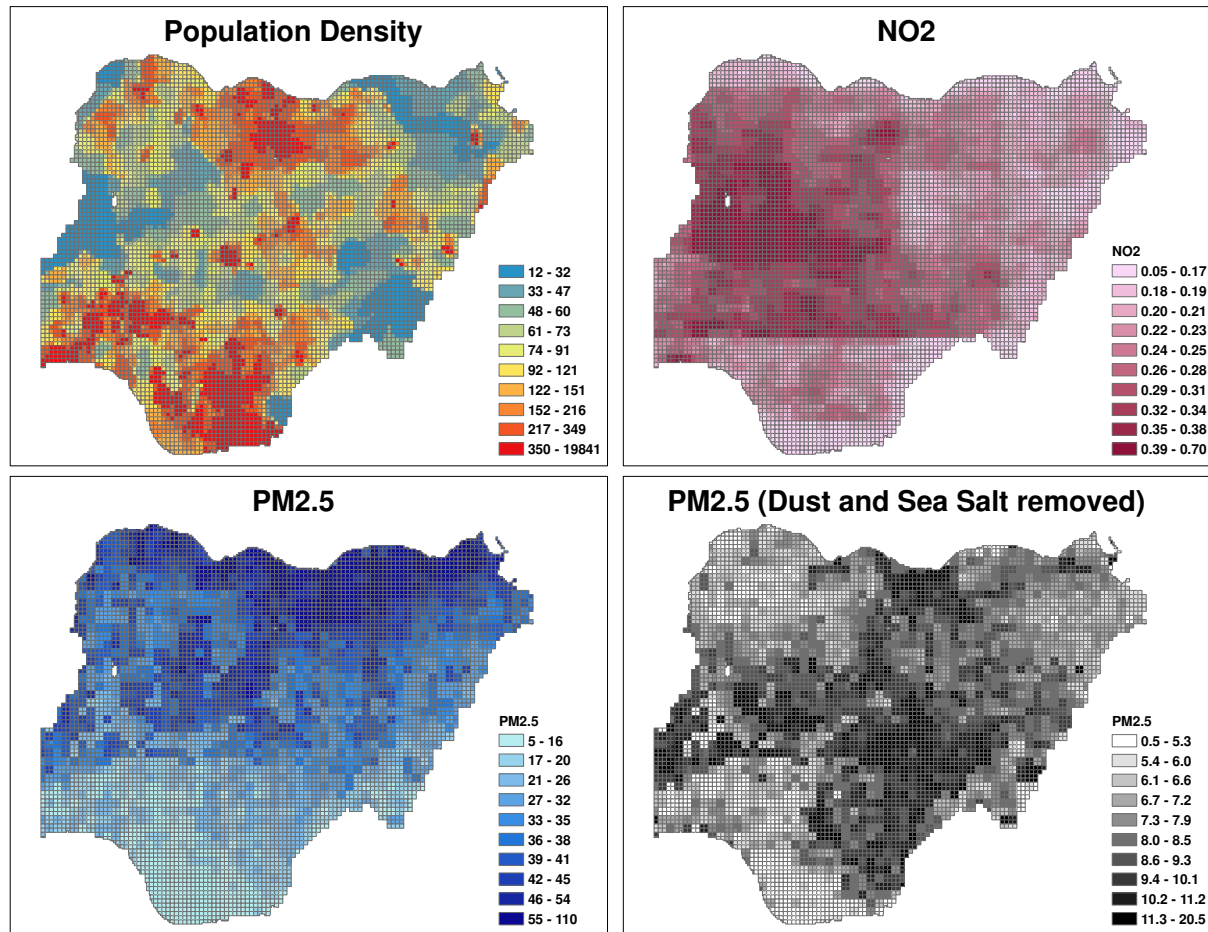 Population Density
12 - 32
33 - 47
48 - 60
61 - 73
74 - 91
92 - 121
122 - 151
152 - 216
217 - 349
350 - 19841
NO2
NO2
0.05 - 0.17
0.18 - 0.19
0.20 - 0.21
0.22 - 0.23
0.24 - 0.25
0.26 - 0.28
0.29 - 0.31
0.32 - 0.34
0.35 - 0.38
0.39 - 0.70
PM2.5
PM2.5
5 - 16
17 - 20
21 - 26
27 - 32
33 - 35
36 - 38
39 - 41
42 - 45
46 - 54
55 - 110
PM2.5 (Dust and Sea Salt removed)
PM2.5
0.5 - 5.3
5.4 - 6.0
6.1 - 6.6
6.7 - 7.2
7.3 - 7.9
8.0 - 8.5
8.6 - 9.3
9.4 - 10.1
10.2 - 11.2
11.3 - 20.5